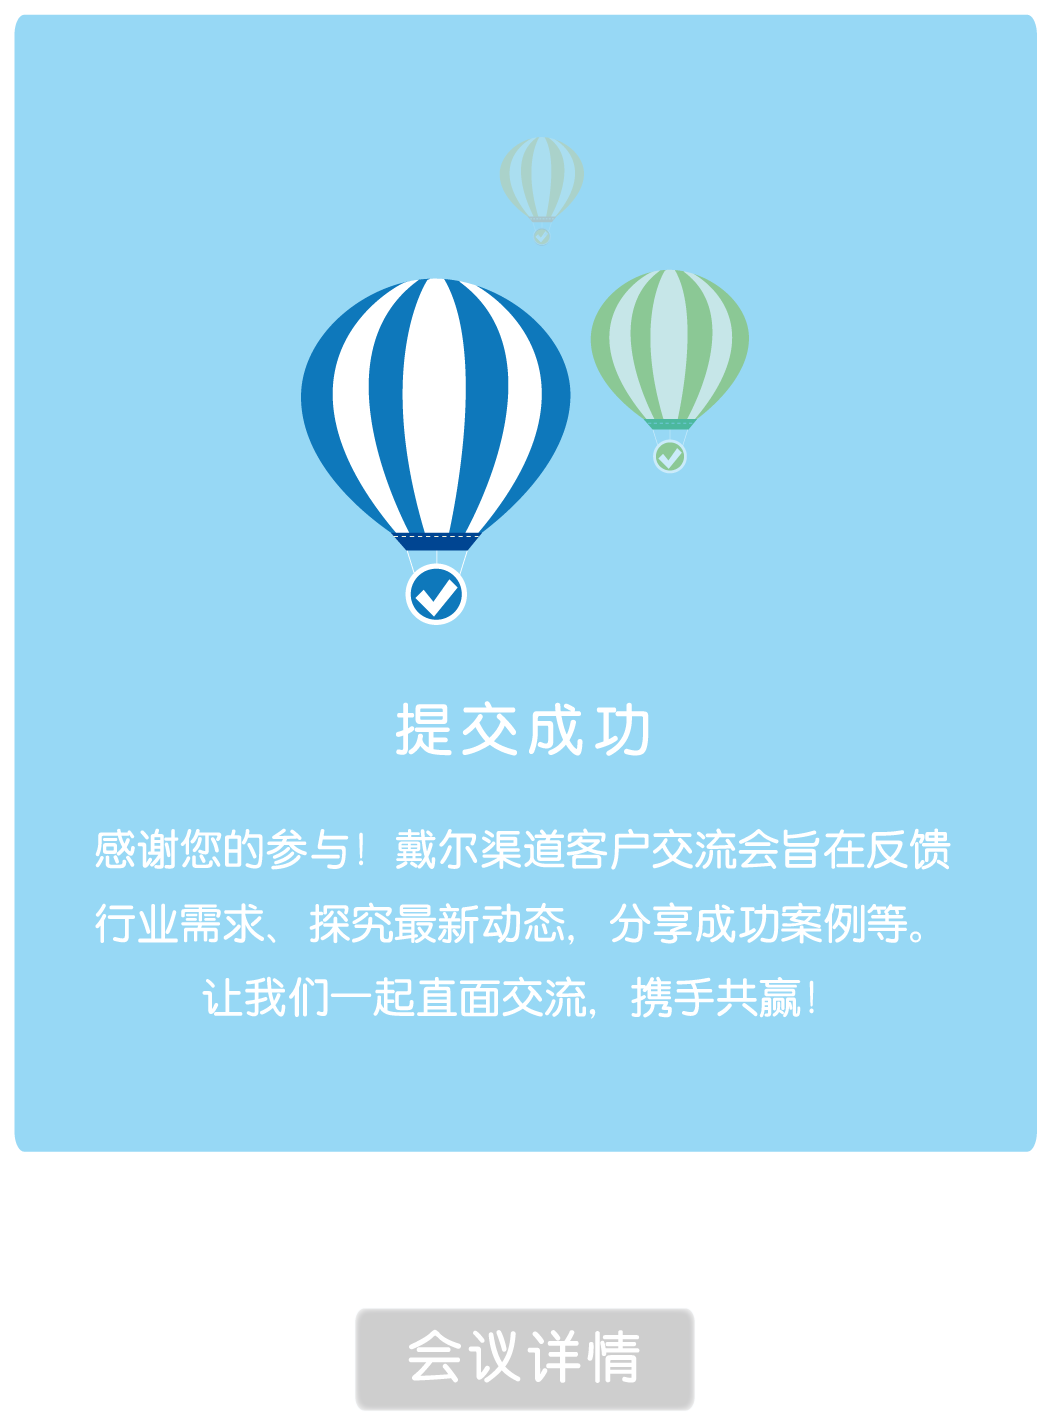 提交成功
感谢您的参与！戴尔渠道客户交流会旨在反馈
行业需求、探究最新动态，分享成功案例等。
让我们一起直面交流，携手共赢！
会议详情